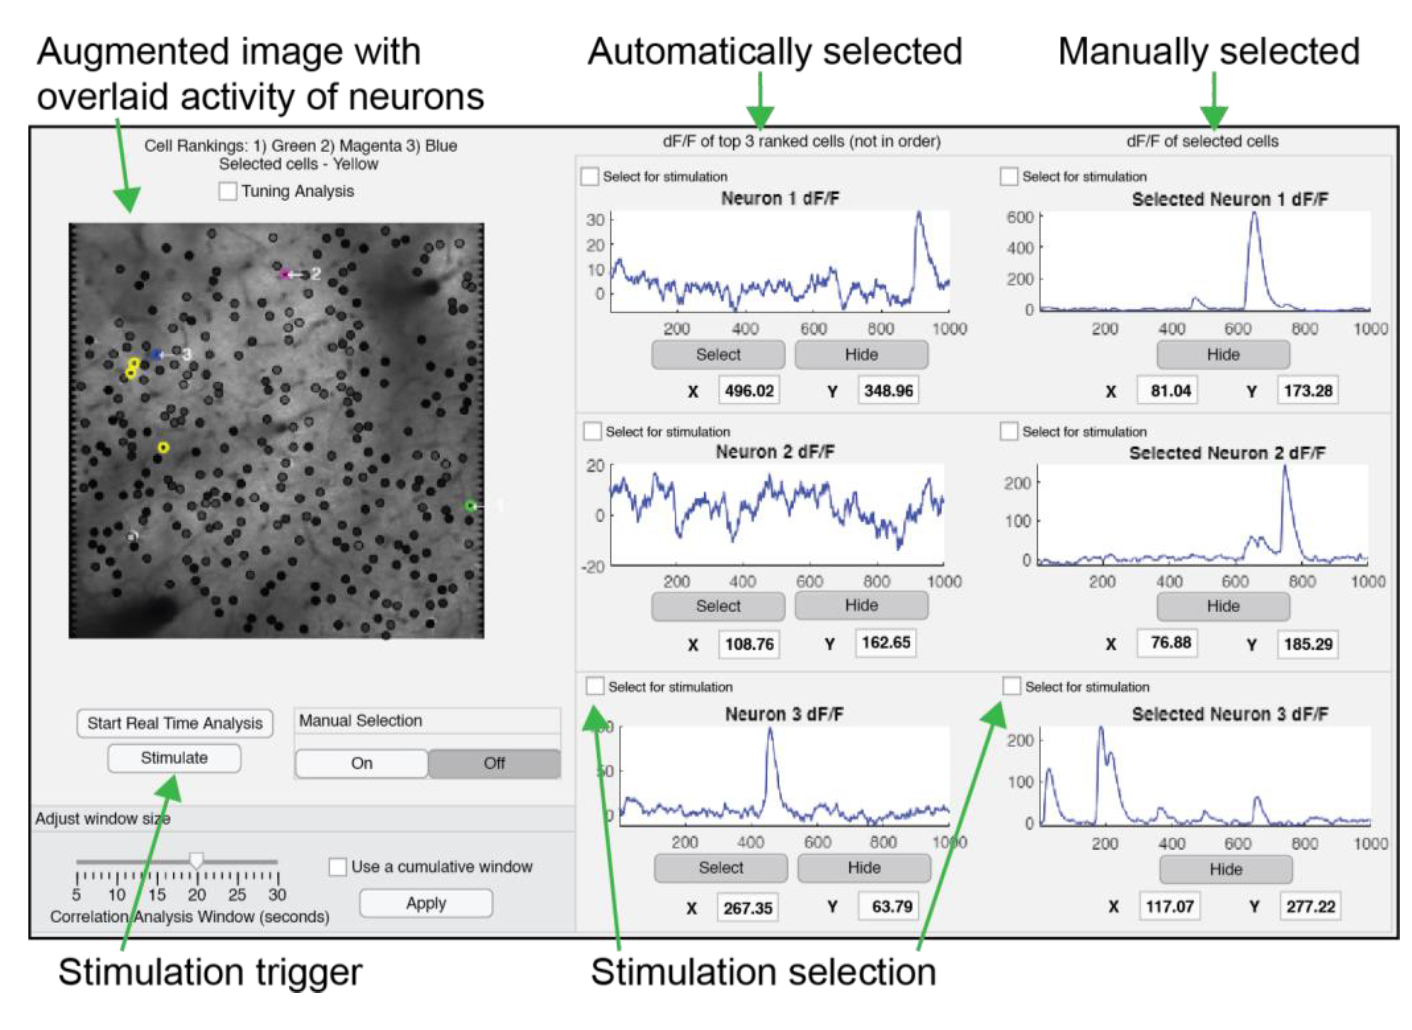 Augmented image with
overlaid activity of neurons
Automatically selected
Manually selected
Cell Rankings: 1) Green 2) Magenta 3) Blue
Selected cells - Yellow
Tuning Analysis
2
3
1
Start Real Time Analysis
Stimulate
Manual Selection
On
Off
Adjust window size
5 10 15 20 25 30
Correlation Analysis Window (seconds)
Use a cumulative window
Apply
dF/F of top 3 ranked cells (not in order)
Select for stimulation
Neuron 1 dF/F
30
20
10
0
200 400 600 800 1000
Select
Hide
X 496.02 Y 348.96
Select for stimulation
Neuron 2 dF/F
20
0
-20
200 400 600 800 1000
Select
Hide
X 108.76 Y 162.65
Select for stimulation
Neuron 3 dF/F
50
0
200 400 600 800 1000
Select
Hide
X 267.35 Y 63.79
dF/F of selected cells
Select for stimulation
Selected Neuron 1 dF/F
600
400
200
0
200 400 600 800 1000
Hide
X 81.04 Y 173.28
Select for stimulation
Selected Neuron 2 dF/F
200
100
0
200 400 600 800 1000
Hide
X 76.88 Y 185.29
Select for stimulation
Selected Neuron 3 dF/F
200
100
0
200 400 600 800 1000
Hide
X 117.07 Y 277.22
Stimulation trigger
Stimulation selection